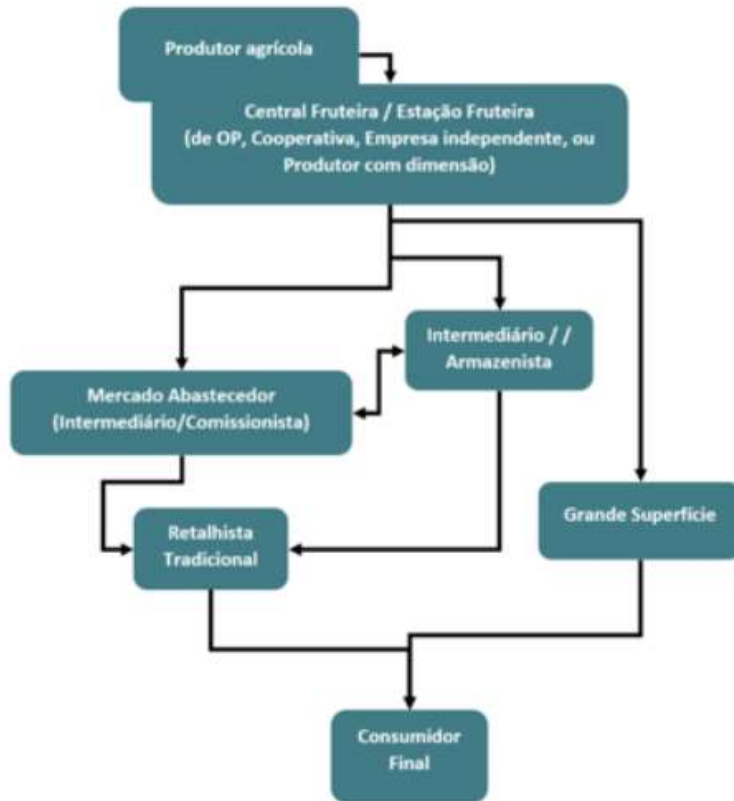 Produtor agrícola
Central Fruteira / Estação Fruteira
(de OP, Cooperativa, Empresa independente, ou
Produtor com dimensão)
Intermediário / /
Armazenista
Mercado Abastecedor
(Intermediário/Comissionista)
Grande Superfície
Retalhista
Tradicional
Consumidor
Final